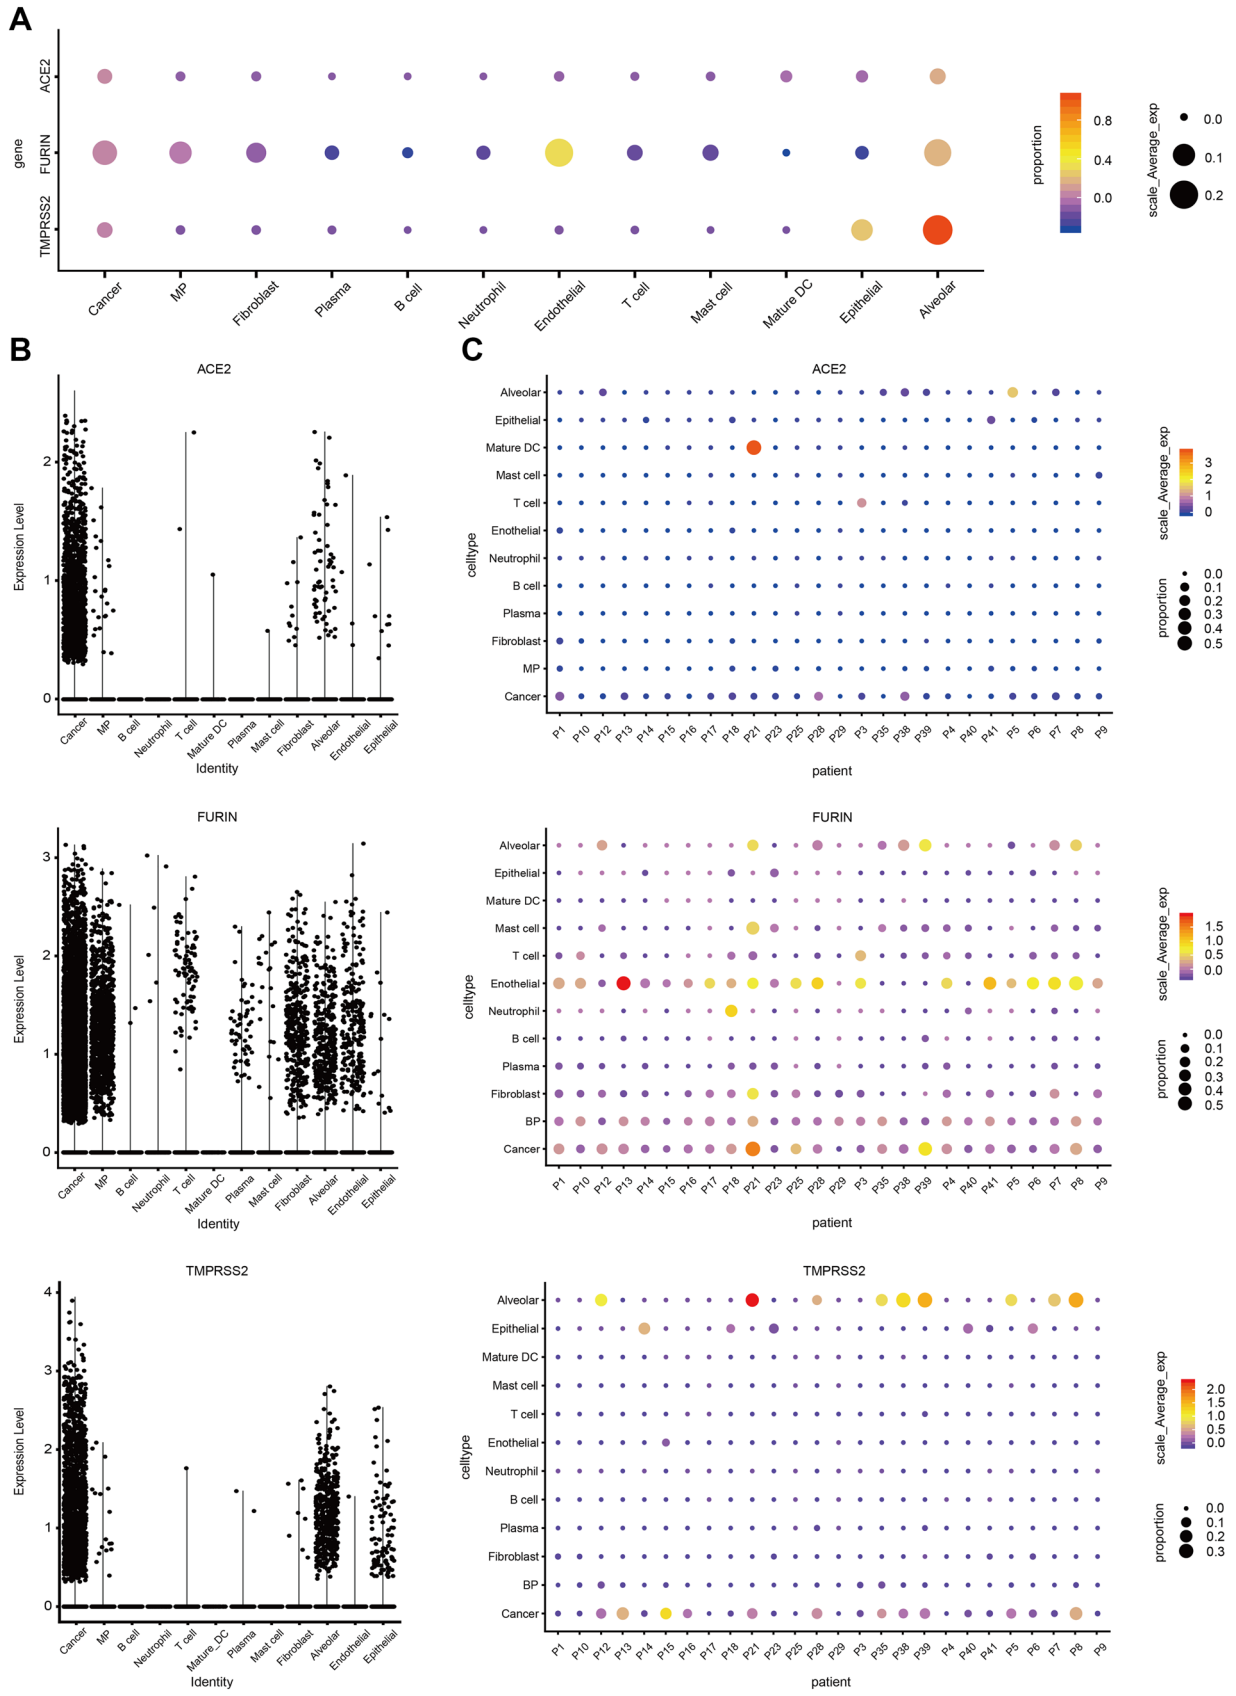 A
gene
ACE2
FURIN
TMPRSS2
Cancer
MP
Fibroblast
Plasma
B cell
Neutrophil
Endothelial
T cell
Mast cell
Mature DC
Epithelial
Alveolar
proportion
0.8
0.4
0.0
scale_Average_exp
0.0
0.1
0.2
B
ACE2
Expression Level
2
1
0
Cancer
MP
B cell
Neutrophil
T cell
Mature DC
Plasma
Mast cell
Fibroblast
Alveolar
Endothelial
Epithelial
Identity
FURIN
Expression Level
3
2
1
0
Cancer
MP
B cell
Neutrophil
T cell
Mature DC
Plasma
Mast cell
Fibroblast
Alveolar
Endothelial
Epithelial
Identity
TMPRSS2
Expression Level
4
3
2
1
0
Cancer
MP
B cell
Neutrophil
T cell
Mature_DC
Plasma
Mast cell
Fibroblast
Alveolar
Endothelial
Epithelial
Identity
C
ACE2
celltype
Alveolar
Epithelial
Mature DC
Mast cell
T cell
Enothelial
Neutrophil
B cell
Plasma
Fibroblast
MP
Cancer
P1 P10 P12 P13 P14 P15 P16 P17 P18 P21 P23 P25 P28 P29 P3 P35 P38 P39 P4 P40 P41 P5 P6 P7 P8 P9
patient
scale_Average_exp
3
2
1
0
proportion
0.0
0.1
0.2
0.3
0.4
0.5
FURIN
celltype
Alveolar
Epithelial
Mature DC
Mast cell
T cell
Enothelial
Neutrophil
B cell
Plasma
Fibroblast
BP
Cancer
P1 P10 P12 P13 P14 P15 P16 P17 P18 P21 P23 P25 P28 P29 P3 P35 P38 P39 P4 P40 P41 P5 P6 P7 P8 P9
patient
scale_Average_exp
1.5
1.0
0.5
0.0
proportion
0.0
0.1
0.2
0.3
0.4
0.5
TMPRSS2
celltype
Alveolar
Epithelial
Mature DC
Mast cell
T cell
Enothelial
Neutrophil
B cell
Plasma
Fibroblast
BP
Cancer
P1 P10 P12 P13 P14 P15 P16 P17 P18 P21 P23 P25 P28 P29 P3 P35 P38 P39 P4 P40 P41 P5 P6 P7 P8 P9
patient
scale_Average_exp
2.0
1.5
1.0
0.5
0.0
proportion
0.0
0.1
0.2
0.3